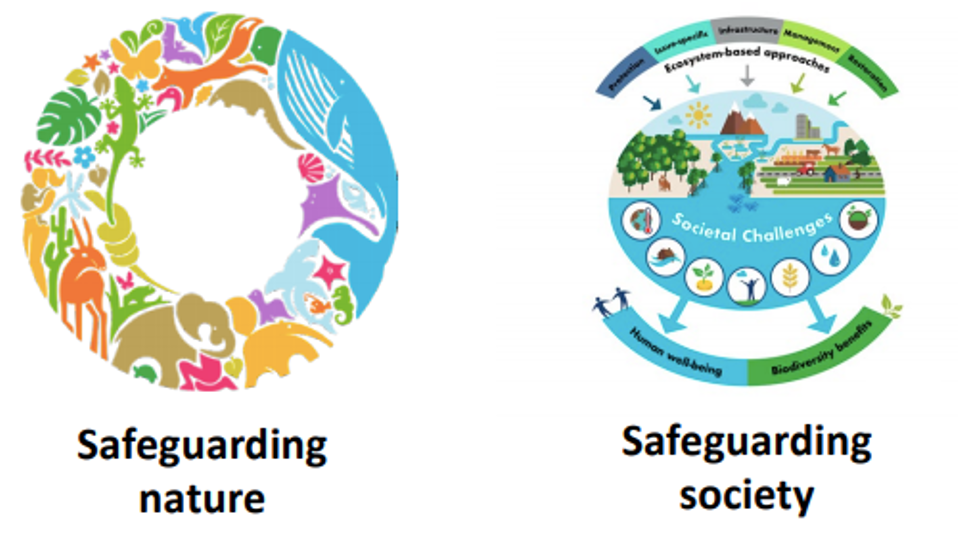 Protection
Issue-specific
Infrastructure
Management
Restoration
Ecosystem-based approaches
Societal Challenges
Human well-being
Biodiversity benefits
Safeguarding
nature
Safeguarding
society